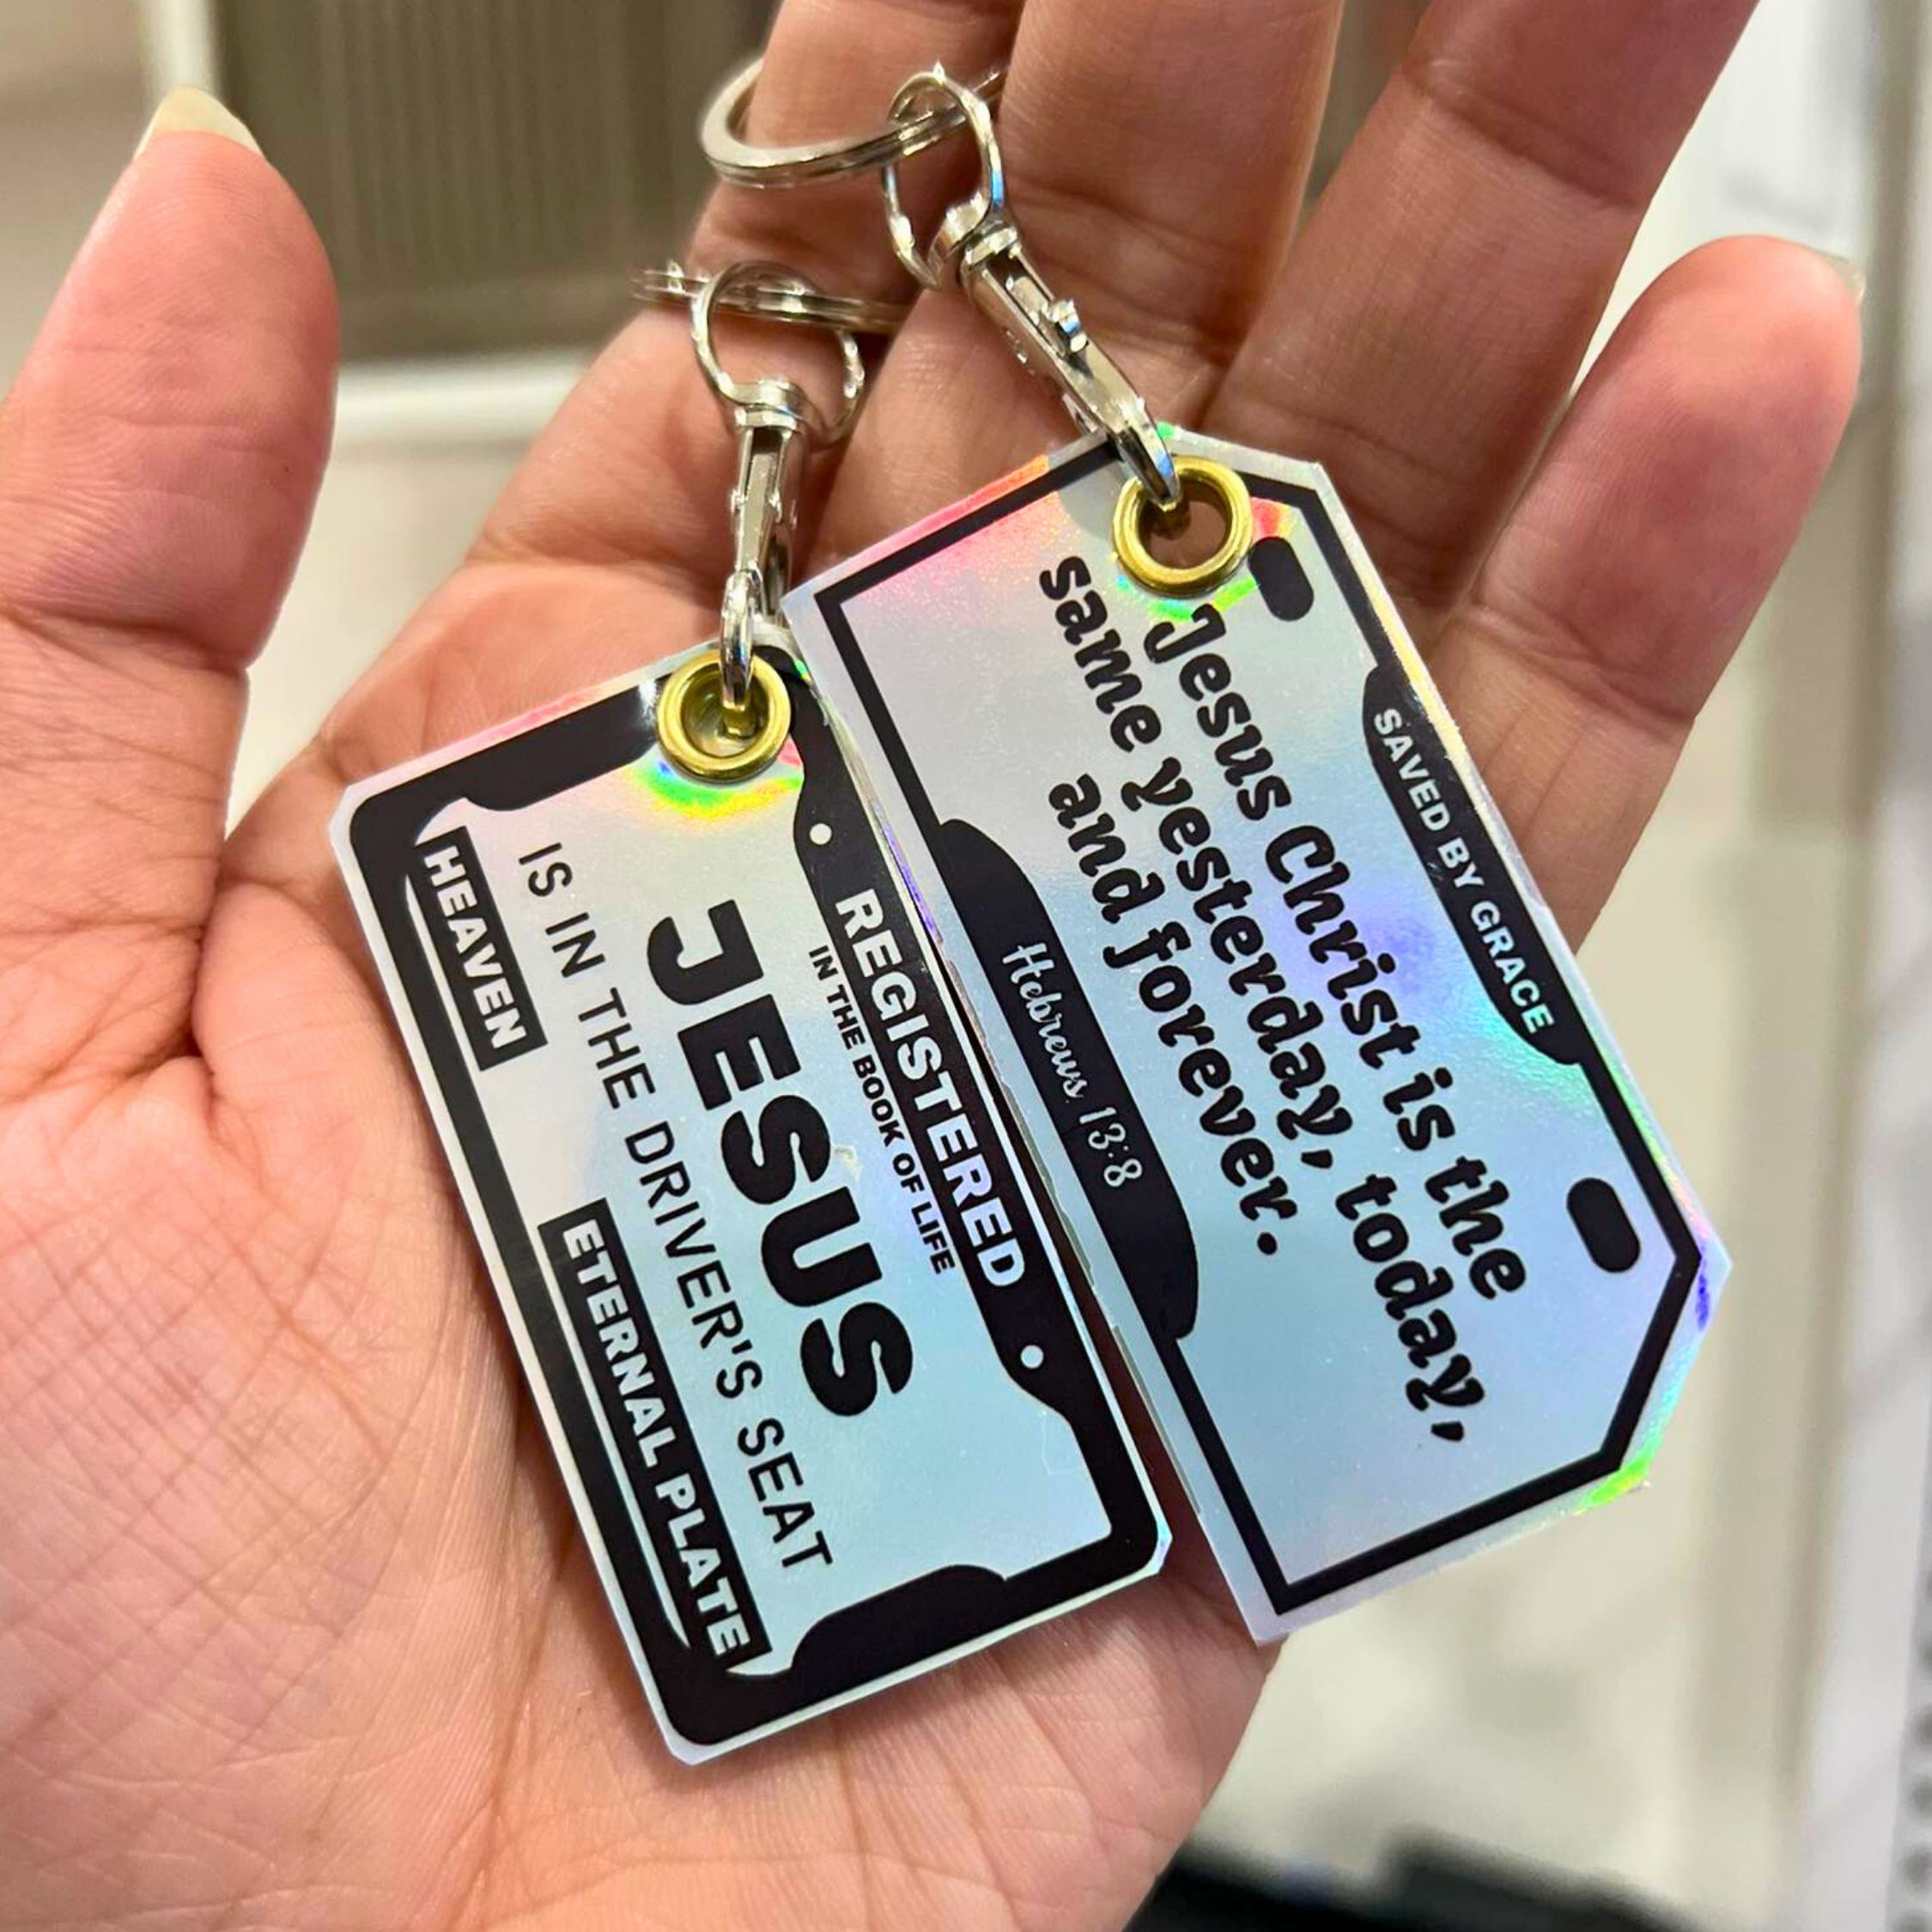 REGISTERED
IN THE BOOK OF LIFE
JESUS
IS IN THE DRIVER'S SEAT
HEAVEN
ETERNAL PLATE
SAVED BY GRACE
Jesus Christ is the
same yesterday, today,
and forever.
Hebrews 13:8